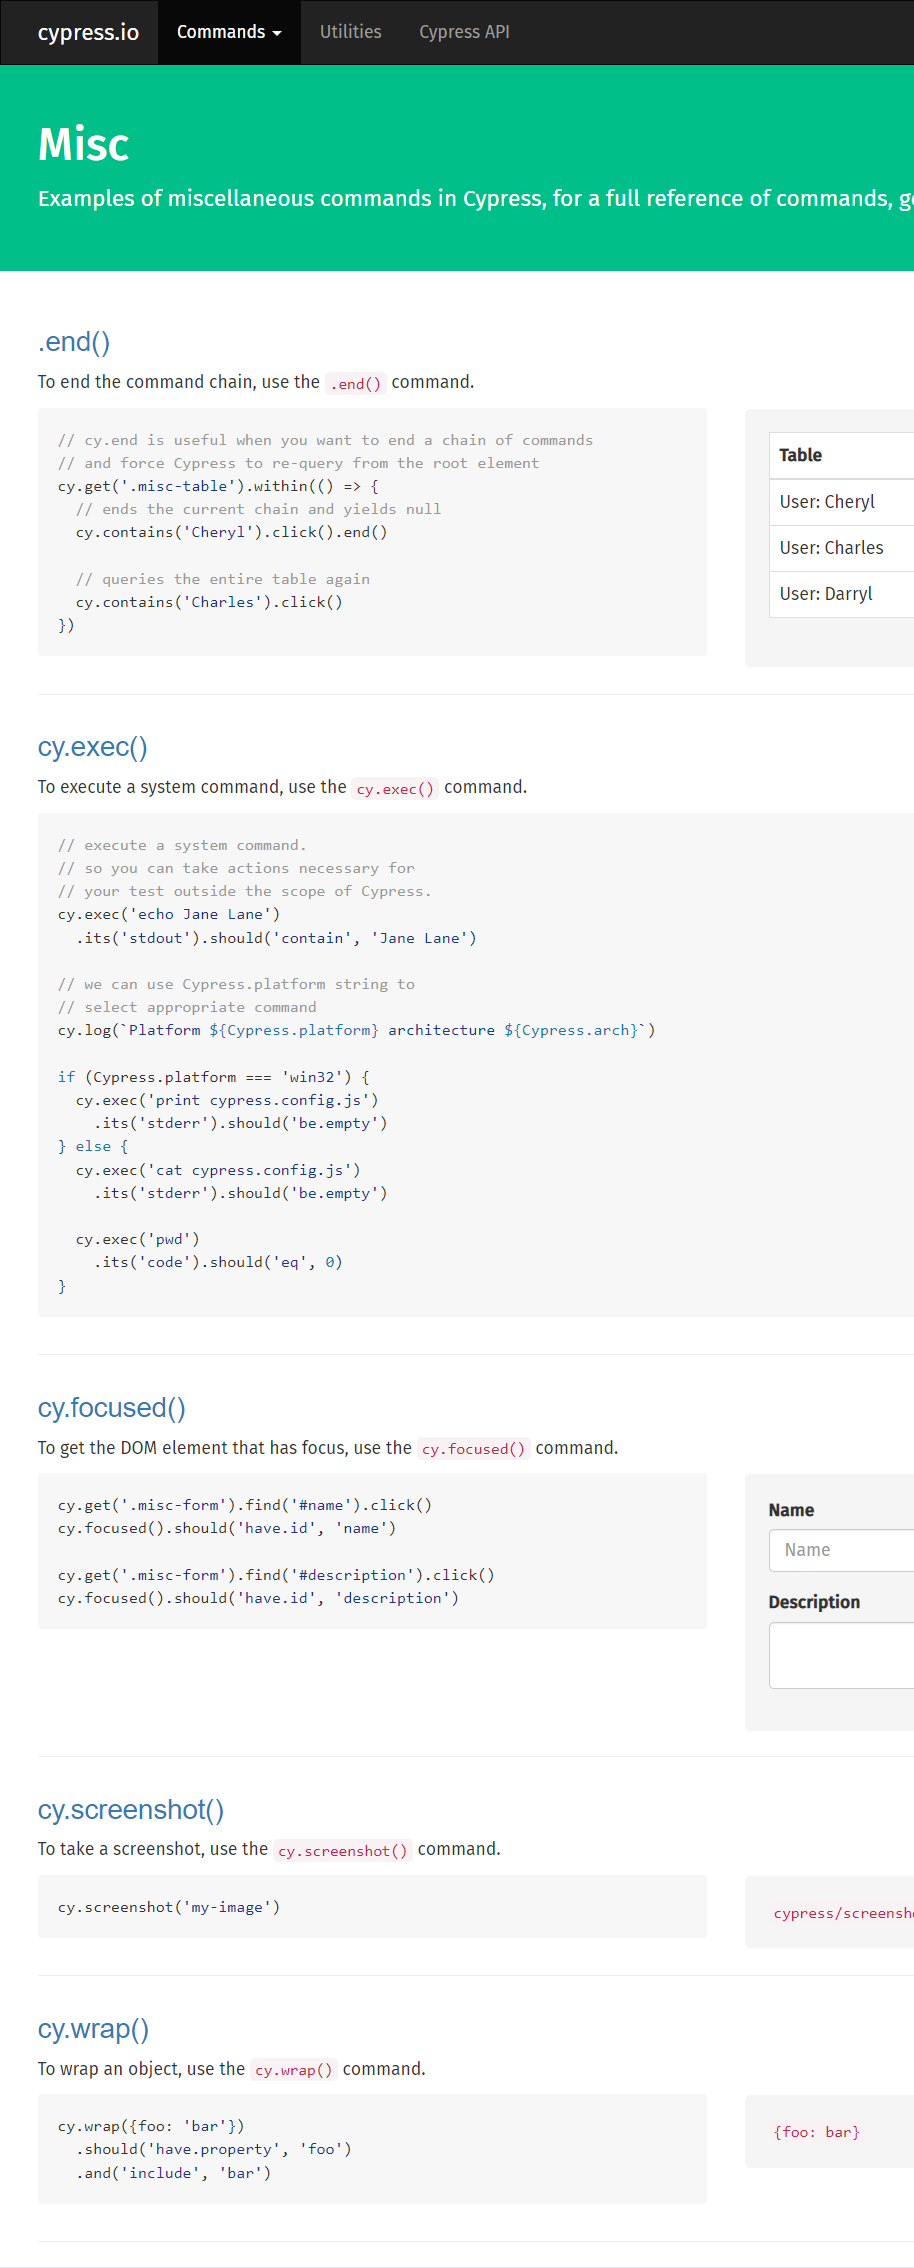 cypress.io Commands Utilities Cypress API
Misc
Examples of miscellaneous commands in Cypress, for a full reference of commands,
.end()
To end the command chain, use the .end() command.
// cy.end is useful when you want to end a chain of commands
// and force Cypress to re-query from the root element
cy.get('.misc-table').within(() => {
  // ends the current chain and yields null
  cy.contains('Cheryl').click().end()
  // queries the entire table again
  cy.contains('Charles').click()
})
Table
User: Cheryl
User: Charles
User: Darryl
cy.exec()
To execute a system command, use the cy.exec() command.
// execute a system command.
// so you can take actions necessary for
// your test outside the scope of Cypress.
cy.exec('echo Jane Lane')
  .its('stdout').should('contain', 'Jane Lane')
// we can use Cypress.platform string to
// select appropriate command
cy.log(`Platform ${Cypress.platform} architecture ${Cypress.arch}`)
if (Cypress.platform === 'win32') {
  cy.exec('print cypress.config.js')
    .its('stderr').should('be.empty')
} else {
  cy.exec('cat cypress.config.js')
    .its('stderr').should('be.empty')
  cy.exec('pwd')
    .its('code').should('eq', 0)
}
cy.focused()
To get the DOM element that has focus, use the cy.focused() command.
cy.get('.misc-form').find('#name').click()
cy.focused().should('have.id', 'name')
cy.get('.misc-form').find('#description').click()
cy.focused().should('have.id', 'description')
Name
Name
Description
cy.screenshot()
To take a screenshot, use the cy.screenshot() command.
cy.screenshot('my-image')
cypress/screensh
cy.wrap()
To wrap an object, use the cy.wrap() command.
cy.wrap({foo: 'bar'})
  .should('have.property', 'foo')
  .and('include', 'bar')
{foo: bar}